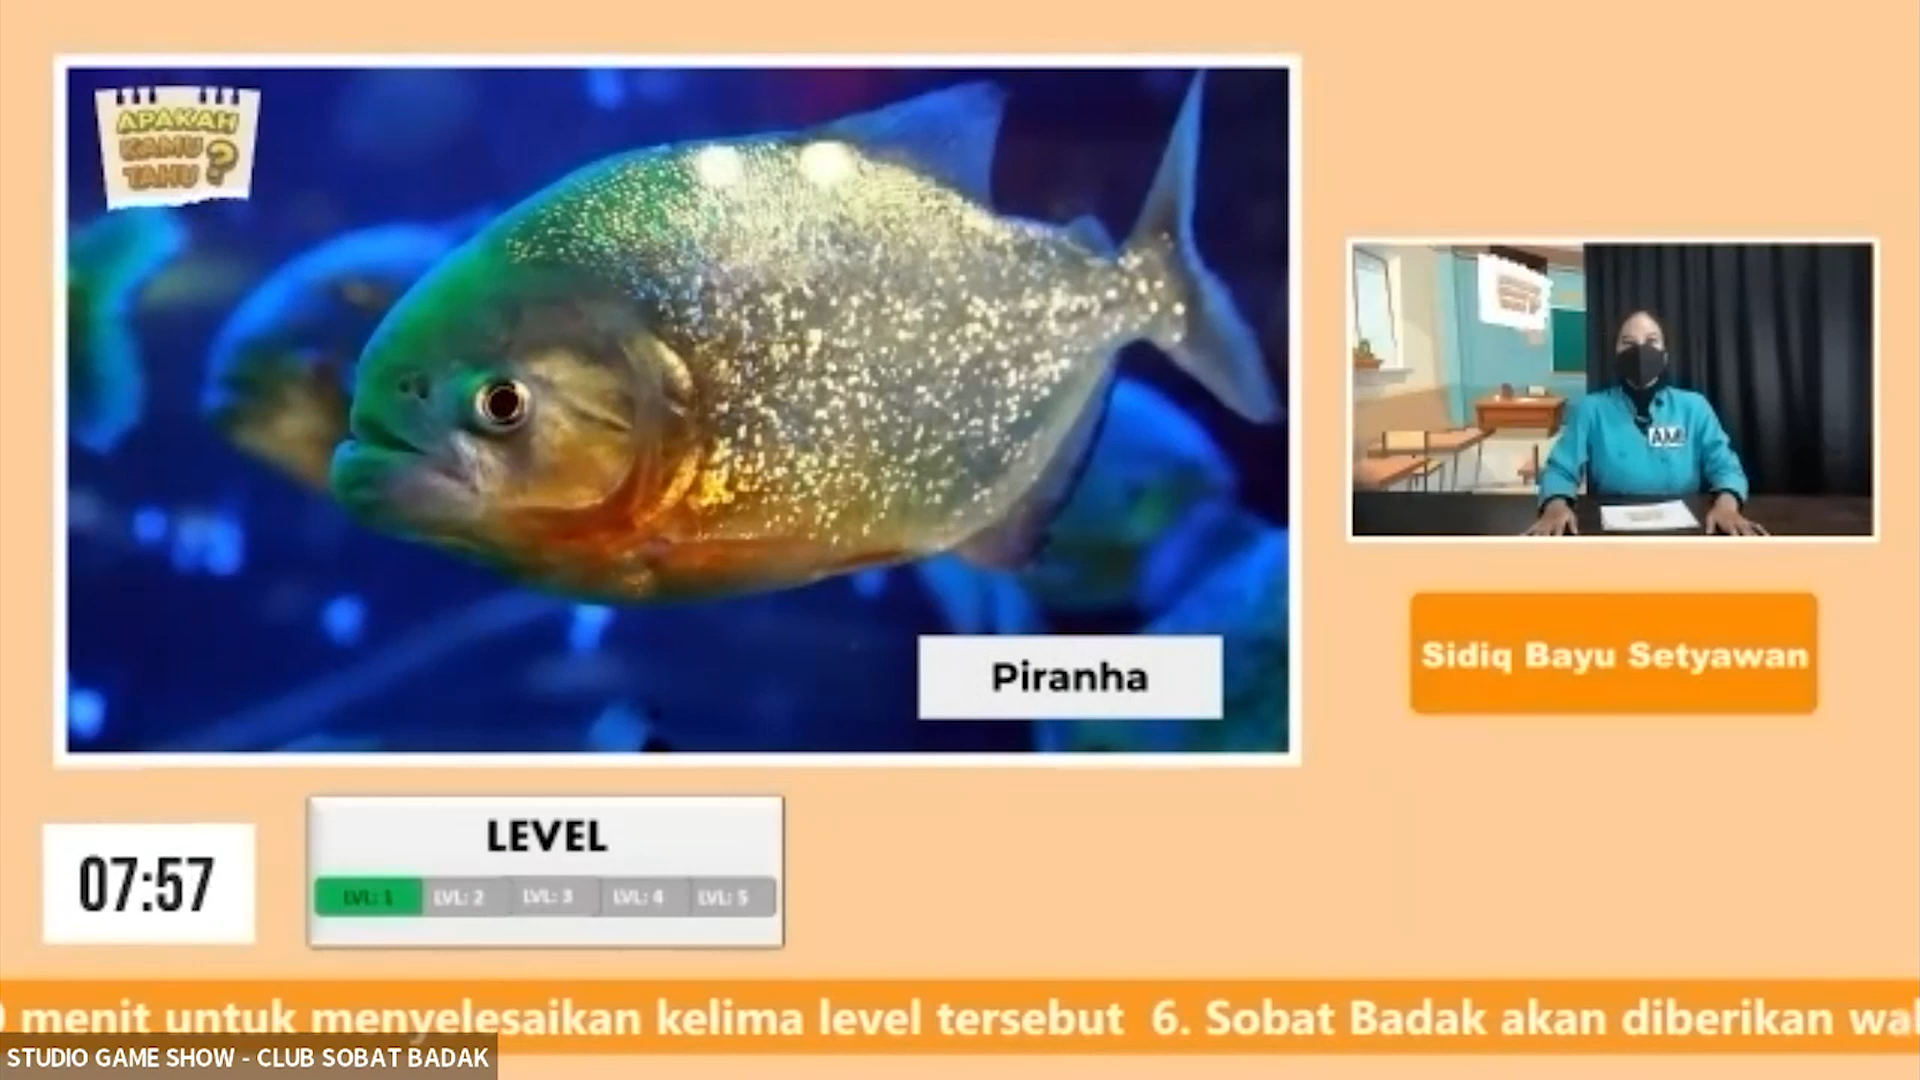 APAKAH
KAMU
TAHU ?
Piranha
AMI
Sidiq Bayu Setyawan
LEVEL
07:57
LVL: 1 LVL: 2 LVL: 3 LVL: 4 LVL: 5
menit untuk menyelesaikan kelima level tersebut 6. Sobat Badak akan diberikan
STUDIO GAME SHOW - CLUB SOBAT BADAK